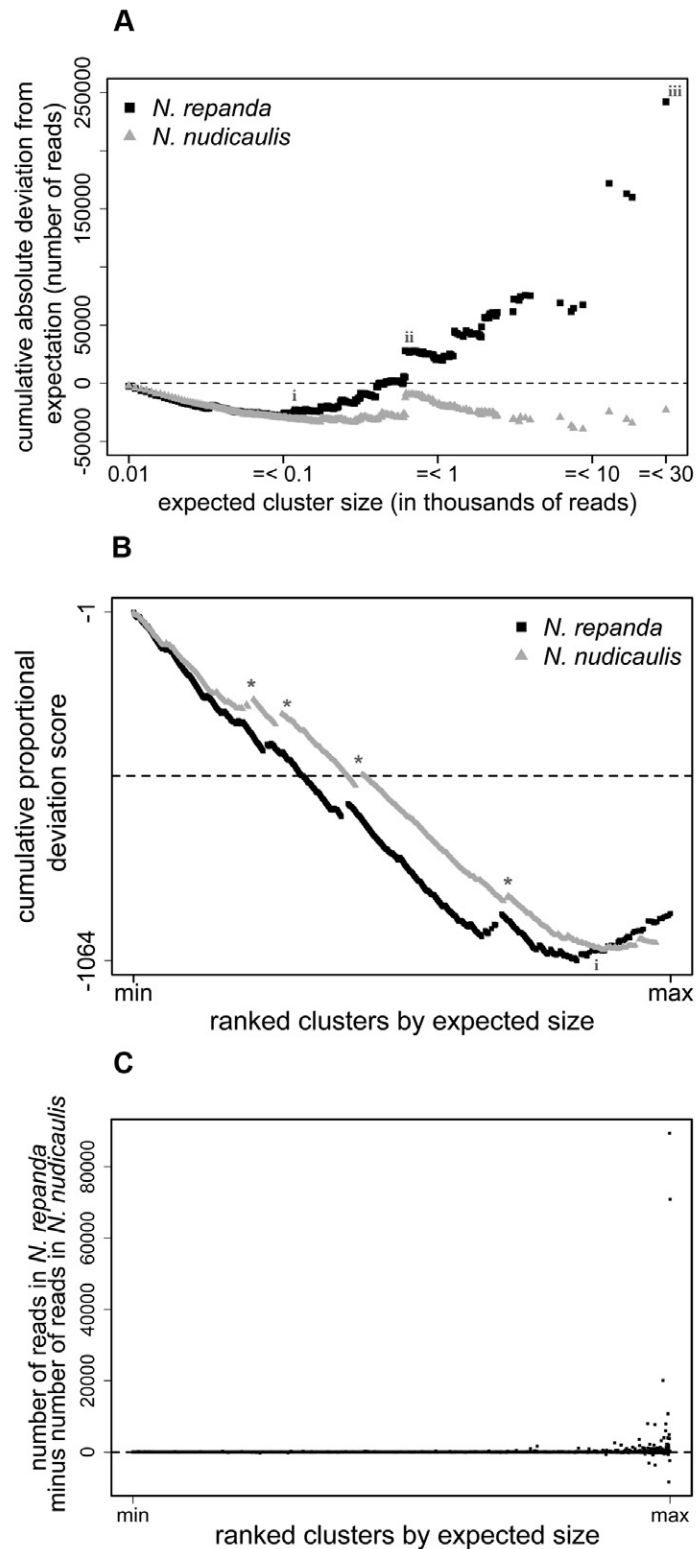 A
cumulative absolute deviation from
expectation (number of reads)
250000
150000
50000
0
-50000
N. repanda
N. nudicaulis
i
ii
iii
0.01
=< 0.1
=< 1
=< 10
=< 30
expected cluster size (in thousands of reads)
B
cumulative proportional
deviation score
-1
-1064
N. repanda
N. nudicaulis
*
*
*
*
i
min
max
ranked clusters by expected size
C
number of reads in N. repanda
minus number of reads in N. nudicaulis
80000
60000
40000
20000
0
min
max
ranked clusters by expected size